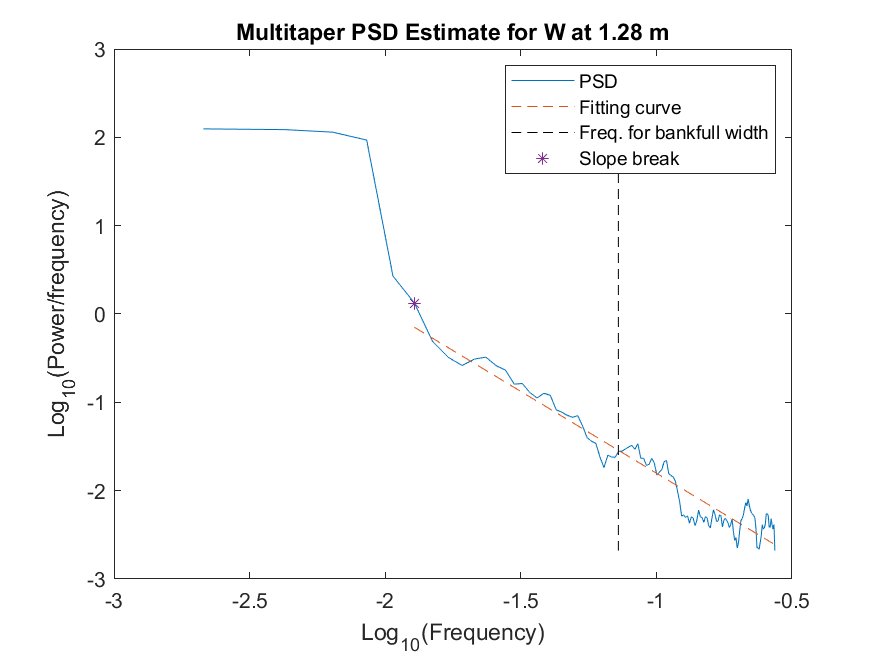 Multitaper PSD Estimate for W at 1.28 m
3
2
1
0
-1
-2
-3
Log10(Power/frequency)
PSD
Fitting curve
Freq. for bankfull width
Slope break
-3
-2.5
-2
-1.5
-1
-0.5
Log10(Frequency)